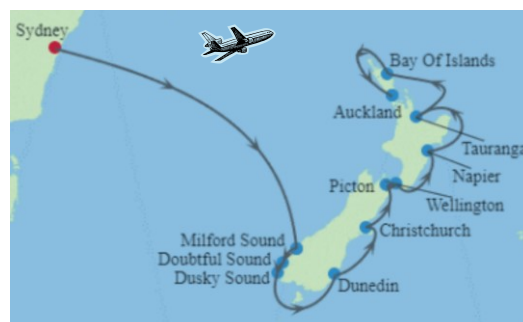 Sydney
Bay Of Islands
Auckland
Tauranga
Napier
Picton
Wellington
Milford Sound
Christchurch
Doubtful Sound
Dusky Sound
Dunedin